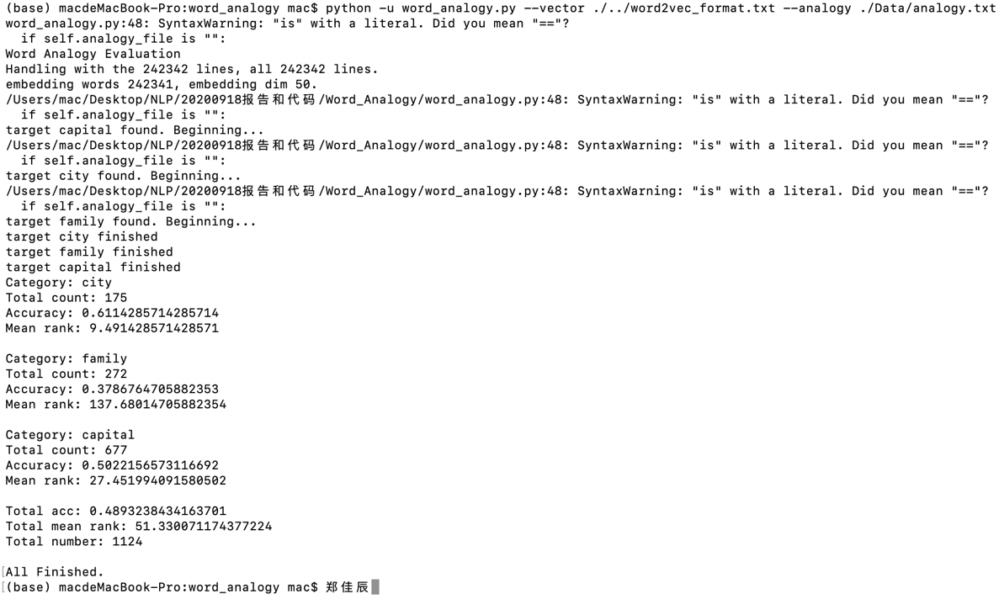 (base) macdeMacBook-Pro:word_analogy mac$ python -u word_analogy.py --vector ./../word2vec_format.txt --analogy ./Data/analogy.txt
word_analogy.py:48: SyntaxWarning: "is" with a literal. Did you mean "=="?
  if self.analogy_file is "":
Word Analogy Evaluation
Handling with the 242342 lines, all 242342 lines.
embedding words 242341, embedding dim 50.
/Users/mac/Desktop/NLP/20200918报告和代码/Word_Analogy/word_analogy.py:48: SyntaxWarning: "is" with a literal. Did you mean "=="?
  if self.analogy_file is "":
target capital found. Beginning...
/Users/mac/Desktop/NLP/20200918报告和代码/Word_Analogy/word_analogy.py:48: SyntaxWarning: "is" with a literal. Did you mean "=="?
  if self.analogy_file is "":
target city found. Beginning...
/Users/mac/Desktop/NLP/20200918报告和代码/Word_Analogy/word_analogy.py:48: SyntaxWarning: "is" with a literal. Did you mean "=="?
  if self.analogy_file is "":
target family found. Beginning...
target city finished
target family finished
target capital finished
Category: city
Total count: 175
Accuracy: 0.6114285714285714
Mean rank: 9.491428571428571

Category: family
Total count: 272
Accuracy: 0.3786764705882353
Mean rank: 137.68014705882354

Category: capital
Total count: 677
Accuracy: 0.5022156573116692
Mean rank: 27.451994091580502

Total acc: 0.4893238434163701
Total mean rank: 51.330071174377224
Total number: 1124

[All Finished.
[(base) macdeMacBook-Pro:word_analogy mac$ 郑佳辰